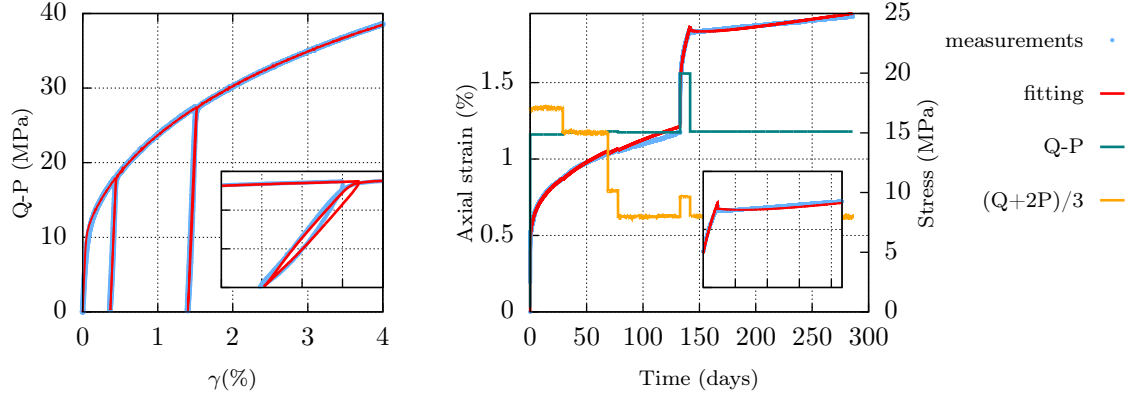 40
30
20
10
0
Q-P (MPa)
0 1 2 3 4
γ(%)
1.5
1
0.5
0
Axial strain (%)
25
20
15
10
5
0
Stress (MPa)
0 50 100 150 200 250 300
Time (days)
measurements
fitting
Q-P
(Q+2P)/3